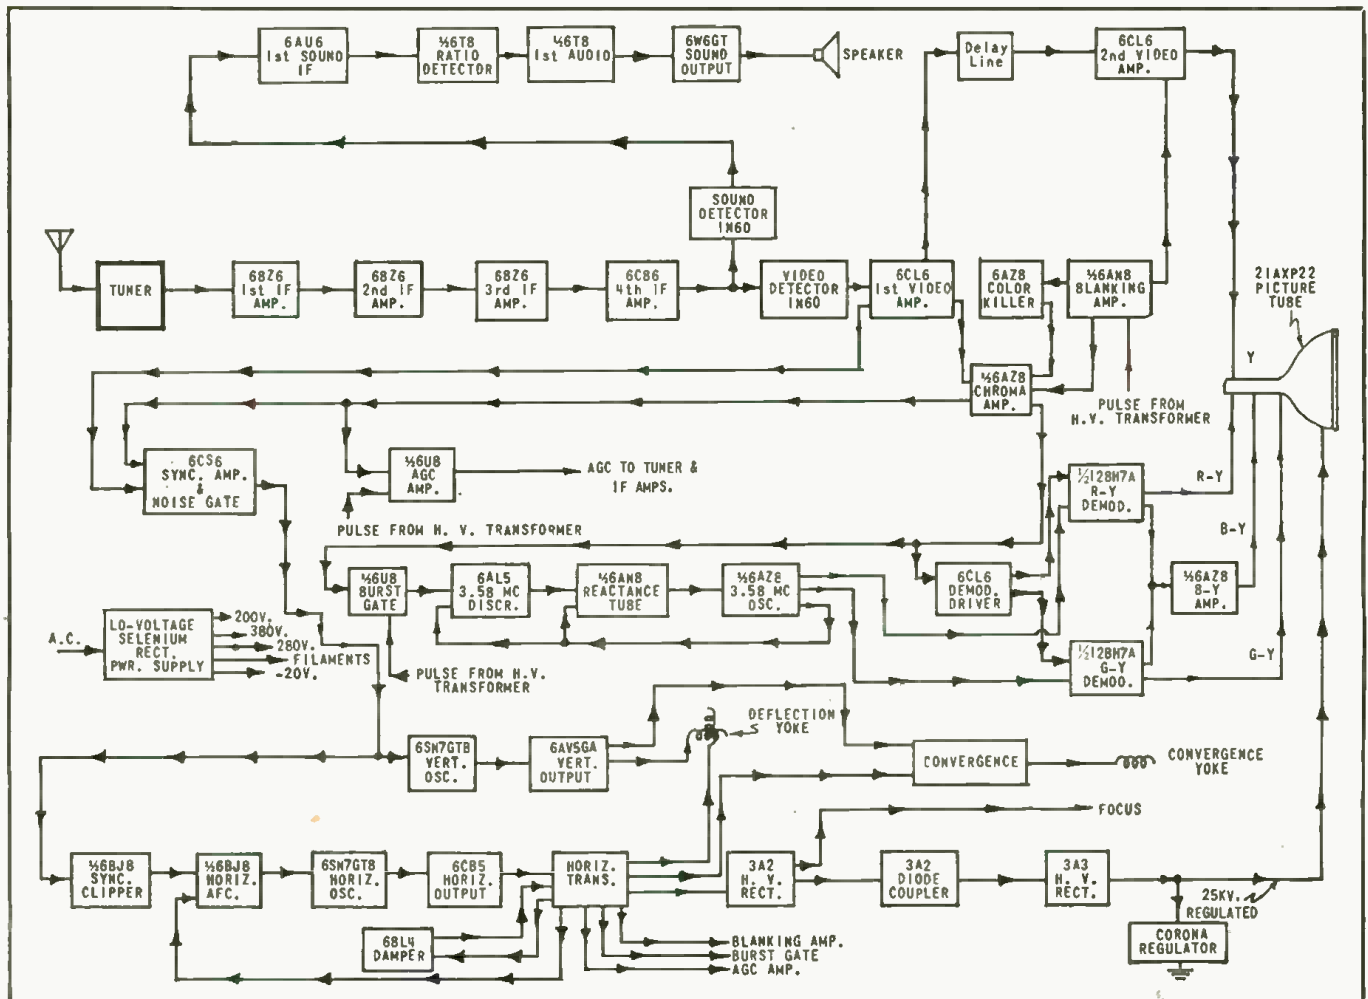 6AU6
1st SOUND
IF
½6T8
RATIO
DETECTOR
½6T8
1st AUDIO
6W6GT
SOUND
OUTPUT
SPEAKER
Delay
Line
6CL6
2nd VIDEO
AMP.
SOUND
DETECTOR
IN60
TUNER
6BZ6
1st IF
AMP.
6BZ6
2nd IF
AMP.
6BZ6
3rd IF
AMP.
6CB6
4th IF
AMP.
VIDEO
DETECTOR
IN60
6CL6
1st VIDEO
AMP.
6AZ8
COLOR
KILLER
½6AN8
BLANKING
AMP.
21AXP22
PICTURE
TUBE
Y
½6AZ8
CHROMA
AMP.
PULSE FROM
H.V. TRANSFORMER
6CS6
SYNC. AMP.
&
NOISE GATE
½6U8
AGC
AMP.
AGC TO TUNER &
IF AMPS.
PULSE FROM H. V. TRANSFORMER
½12BH7A
R-Y
DEMOD.
R-Y
B-Y
½6U8
BURST
GATE
6AL5
3.58 MC
DISCR.
½6AN8
REACTANCE
TUBE
½6AZ8
3.58 MC
OSC.
6CL6
DEMOD.
DRIVER
½6AZ8
B-Y
AMP.
A.C.
LO-VOLTAGE
SELENIUM
RECT.
PWR. SUPPLY
200V.
380V.
280V.
FILAMENTS
-20V.
PULSE FROM H.V.
TRANSFORMER
½12BH7A
G-Y
DEMOD.
G-Y
DEFLECTION
YOKE
6SN7GTB
VERT.
OSC.
6AV5GA
VERT.
OUTPUT
CONVERGENCE
CONVERGENCE
YOKE
FOCUS
½6BJ8
SYNC.
CLIPPER
½6BJ8
HORIZ.
AFC.
6SN7GTB
HORIZ.
OSC.
6CB5
HORIZ.
OUTPUT
HORIZ.
TRANS.
3A2
H. V.
RECT.
3A2
DIODE
COUPLER
3A3
H. V.
RECT.
25KV.
REGULATED
6BL4
DAMPER
BLANKING AMP.
BURST GATE
AGC AMP.
CORONA
REGULATOR